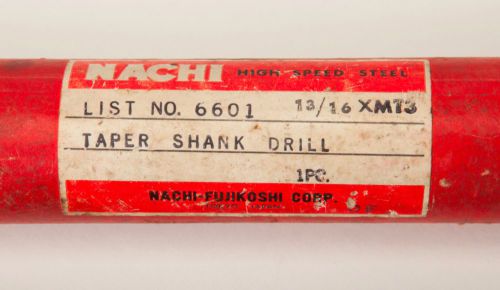 NACHI HIGH SPEED STEEL
LIST NO. 6601 13/16 XMT3
TAPER SHANK DRILL
1PC.
NACHI-FUJIKOSHI CORP.